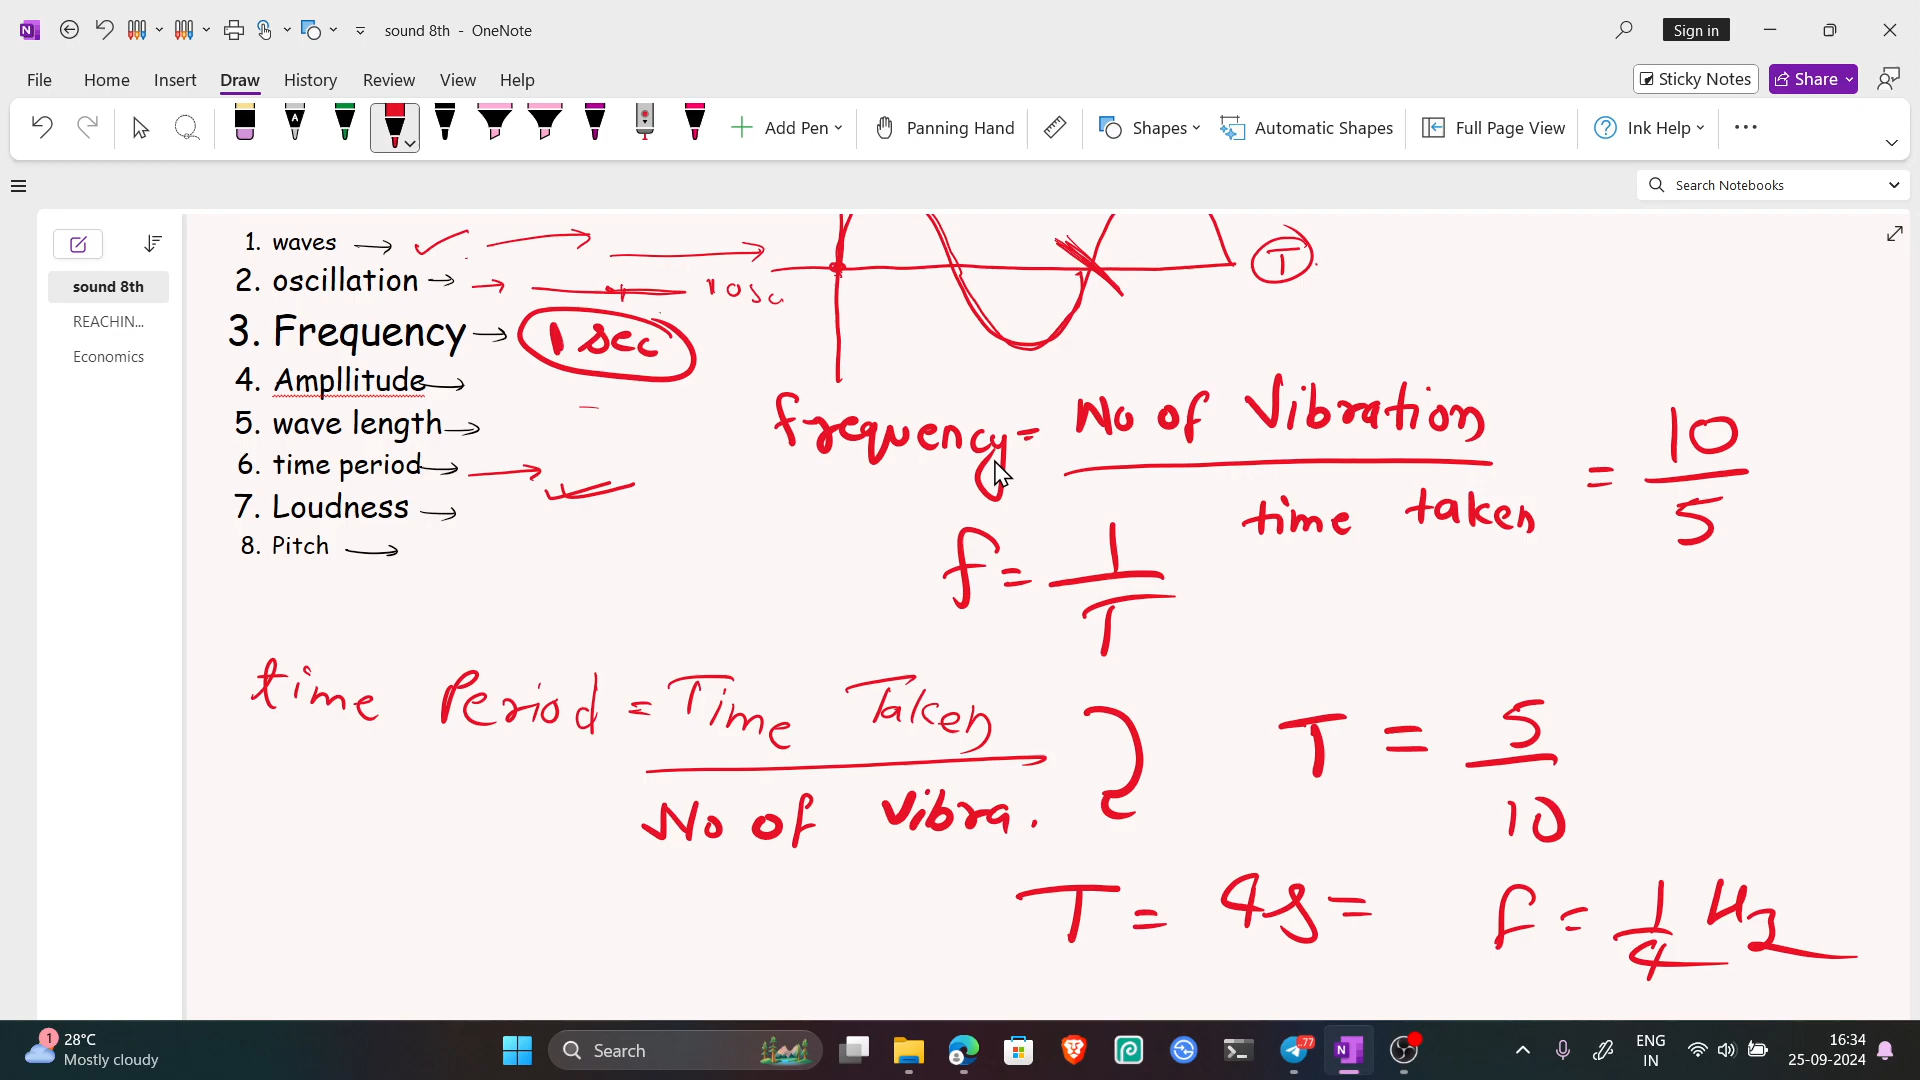 sound 8th - OneNote
Sign in
File Home Insert Draw History Review View Help
Sticky Notes Share
Add Pen Panning Hand Shapes Automatic Shapes Full Page View Ink Help
Search Notebooks
sound 8th
REACHIN...
Economics
1. waves
2. oscillation
3. Frequency → 1 sec
4. Ampllitude
5. wave length
6. time period
7. Loudness
8. Pitch
T
frequency = No of Vibration / time taken = 10/5
f = 1/T
time Period = Time Taken / No of Vibra.
T = 5/10
T = 4s = f = 1/4 Hz
1
28°C
Mostly cloudy
Search
77
ENG
IN
16:34
25-09-2024